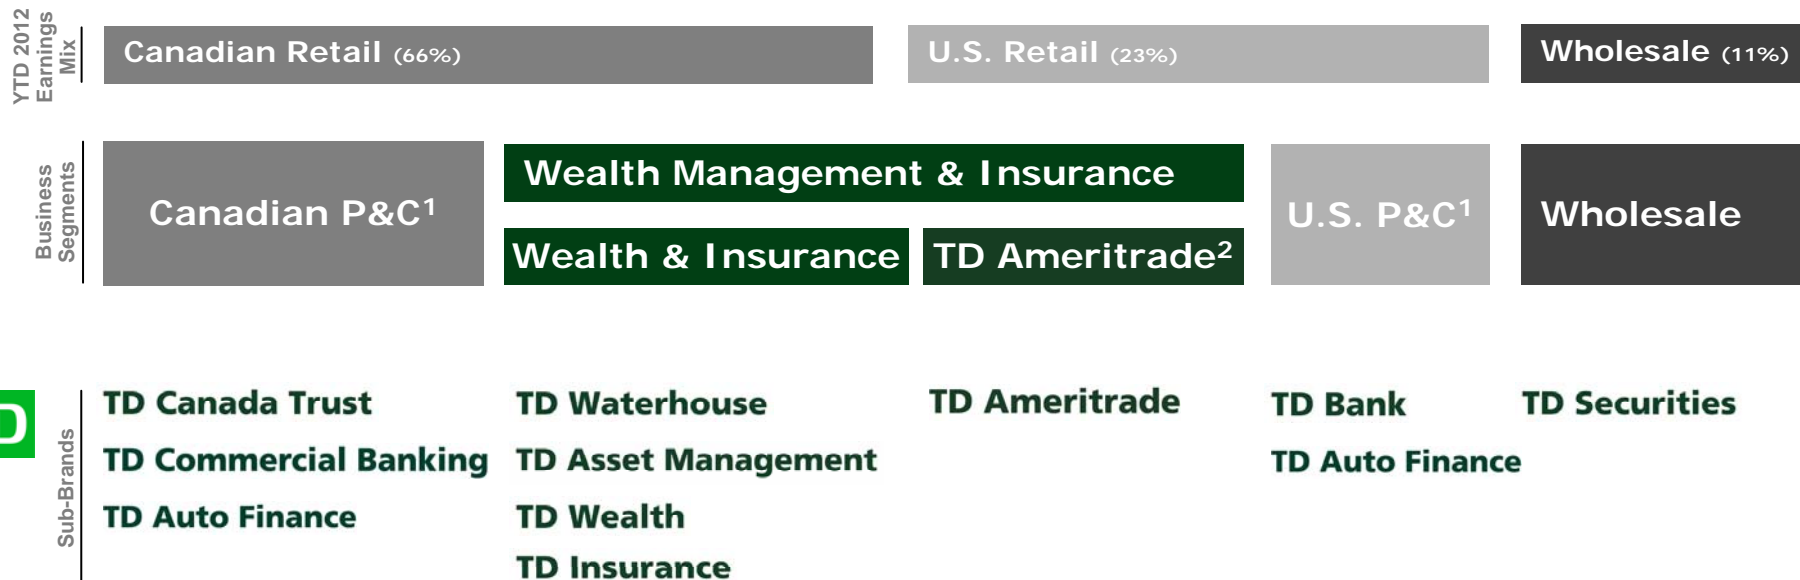 YTD 2012
Earnings
Mix
Canadian Retail (66%)
U.S. Retail (23%)
Wholesale (11%)
Business
Segments
Canadian P&C¹
Wealth Management & Insurance
Wealth & Insurance
TD Ameritrade²
U.S. P&C¹
Wholesale
Sub-Brands
TD Canada Trust
TD Commercial Banking
TD Auto Finance
TD Waterhouse
TD Asset Management
TD Wealth
TD Insurance
TD Ameritrade
TD Bank
TD Auto Finance
TD Securities